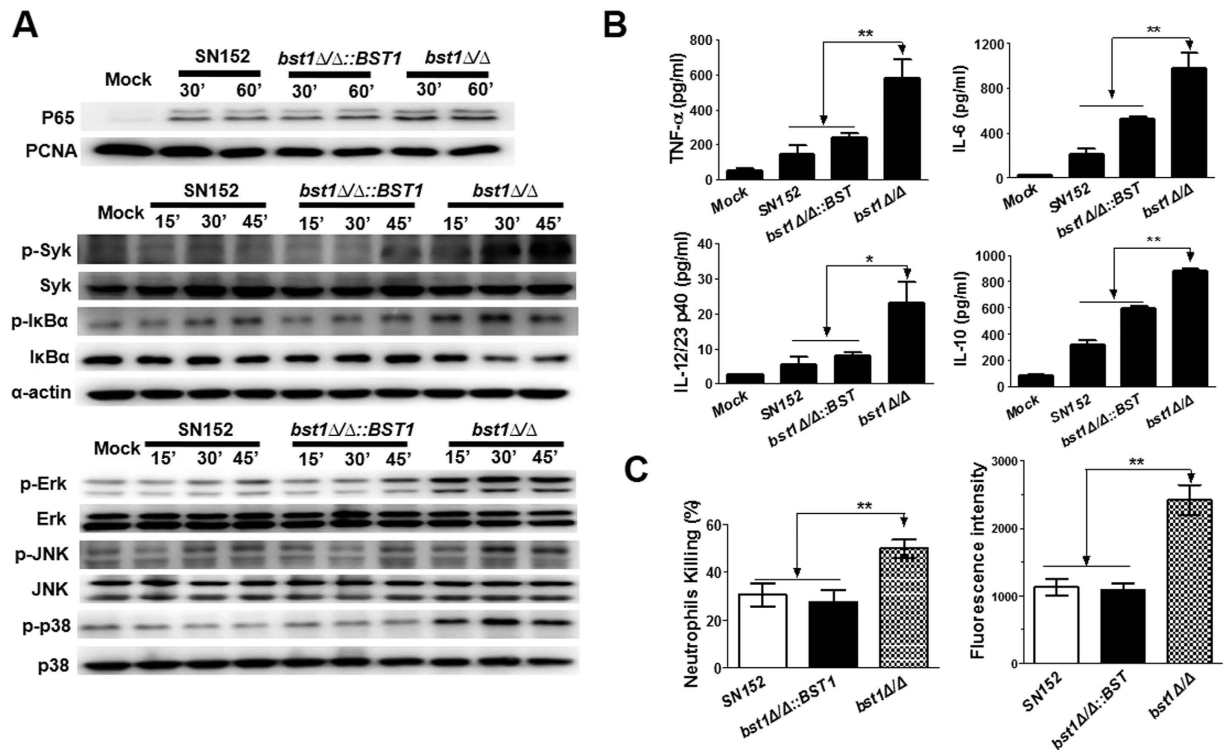 A
Mock SN152 bst1Δ/Δ::BST1 bst1Δ/Δ
30’ 60’ 30’ 60’ 30’ 60’
P65
PCNA
Mock SN152 bst1Δ/Δ::BST1 bst1Δ/Δ
15’ 30’ 45’ 15’ 30’ 45’ 15’ 30’ 45’
p-Syk
Syk
p-IκBα
IκBα
α-actin
Mock SN152 bst1Δ/Δ::BST1 bst1Δ/Δ
15’ 30’ 45’ 15’ 30’ 45’ 15’ 30’ 45’
p-Erk
Erk
p-JNK
JNK
p-p38
p38
B
TNF-α (pg/ml)
800
600
400
200
0
**
Mock SN152 bst1Δ/Δ::BST bst1Δ/Δ
IL-6 (pg/ml)
1200
800
400
0
**
Mock SN152 bst1Δ/Δ::BST bst1Δ/Δ
IL-12/23 p40 (pg/ml)
40
30
20
10
0
*
Mock SN152 bst1Δ/Δ::BST bst1Δ/Δ
IL-10 (pg/ml)
1000
800
600
400
200
0
**
Mock SN152 bst1Δ/Δ::BST bst1Δ/Δ
C
Neutrophils Killing (%)
60
40
20
0
**
SN152 bst1Δ/Δ::BST1 bst1Δ/Δ
Fluorescence intensity
3000
2000
1000
0
**
SN152 bst1Δ/Δ::BST bst1Δ/Δ